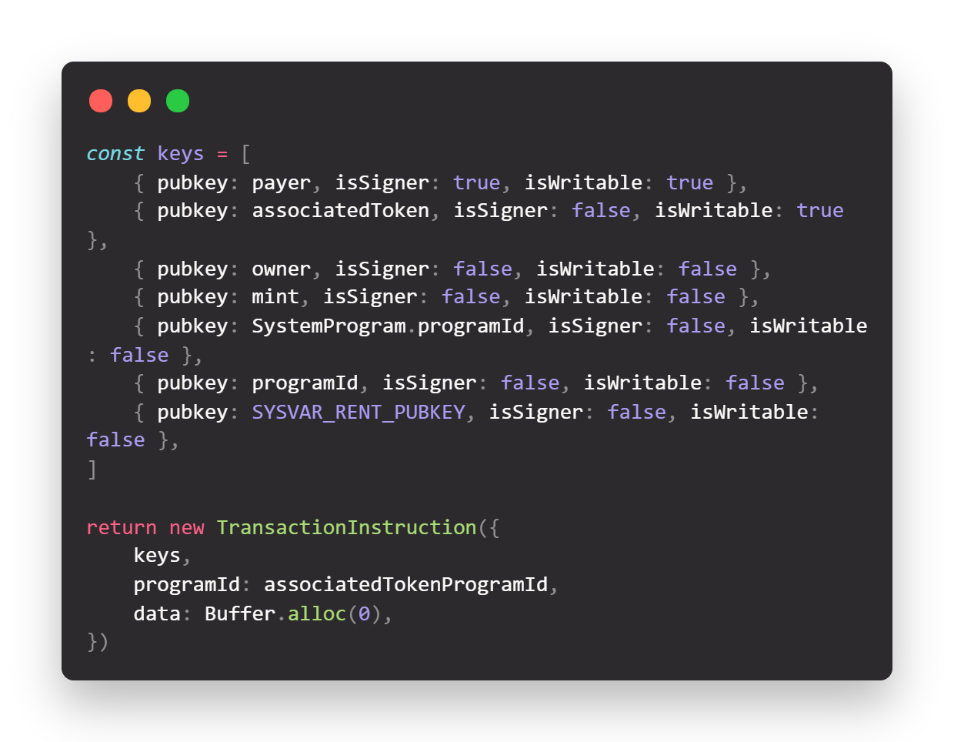 const keys = [
    { pubkey: payer, isSigner: true, isWritable: true },
    { pubkey: associatedToken, isSigner: false, isWritable: true
},
    { pubkey: owner, isSigner: false, isWritable: false },
    { pubkey: mint, isSigner: false, isWritable: false },
    { pubkey: SystemProgram.programId, isSigner: false, isWritable
: false },
    { pubkey: programId, isSigner: false, isWritable: false },
    { pubkey: SYSVAR_RENT_PUBKEY, isSigner: false, isWritable:
false },
]

return new TransactionInstruction({
    keys,
    programId: associatedTokenProgramId,
    data: Buffer.alloc(0),
})